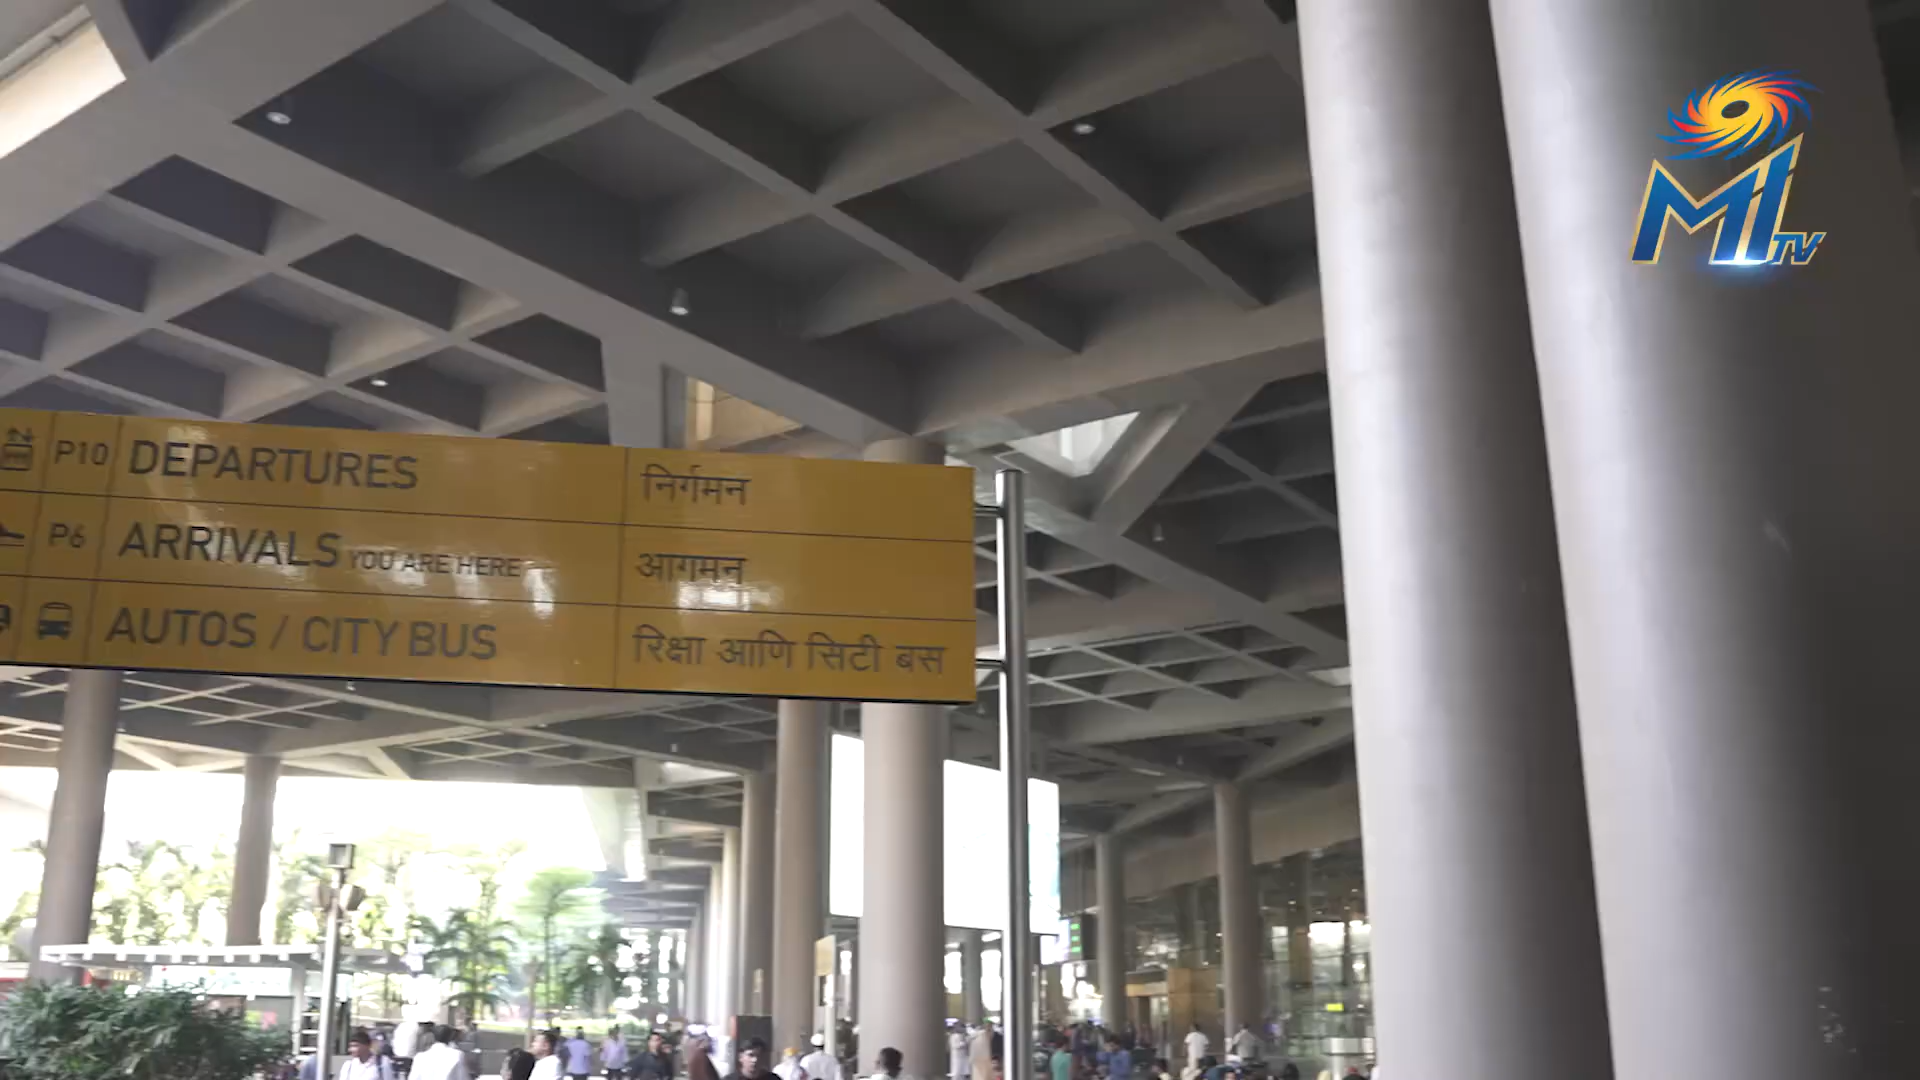 MI TV
P10 DEPARTURES निर्गमन
P6 ARRIVALS YOU ARE HERE आगमन
AUTOS / CITY BUS रिक्षा आणि सिटी बस